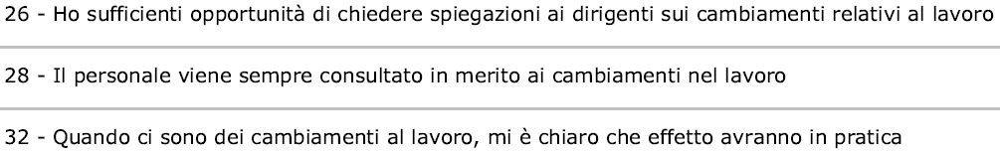 26 - Ho sufficienti opportunità di chiedere spiegazioni ai dirigenti sui cambiamenti relativi al lavoro
28 - Il personale viene sempre consultato in merito ai cambiamenti nel lavoro
32 - Quando ci sono dei cambiamenti al lavoro, mi è chiaro che effetto avranno in pratica